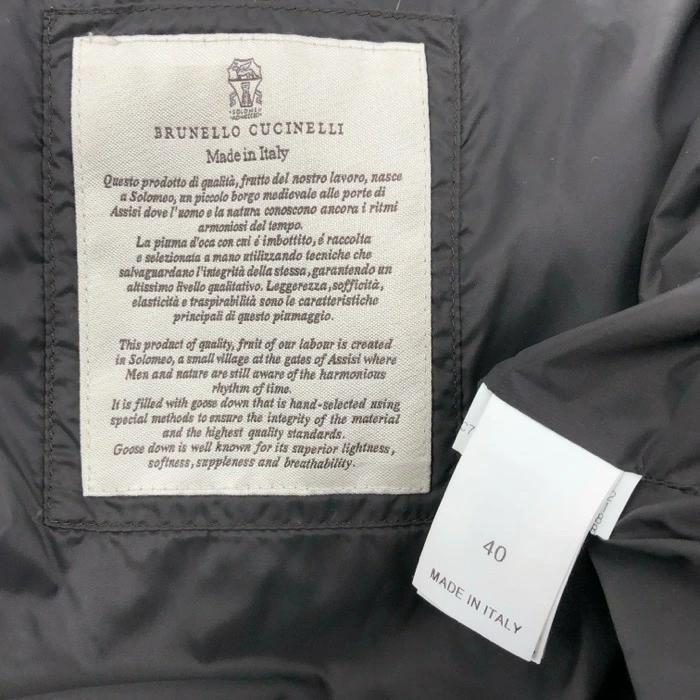 SOLOMEO
BRUNELLO CUCINELLI
Made in Italy
Questo prodotto di qualità, frutto del nostro lavoro, nasce
a Solomeo, un piccolo borgo medievale alle porte di
Assisi dove l'uomo e la natura conoscono ancora i ritmi
armoniosi del tempo.
La piuma d'oca con cui é imbottito, é raccolta
e selezionata a mano utilizzando tecniche che
salvaguardano l'integrità della stessa, garantendo un
altissimo livello qualitativo. Leggerezza, sofficità,
elasticità e traspirabilità sono le caratteristiche
principali di questo piumaggio.
This product of quality, fruit of our labour is created
in Solomeo, a small village at the gates of Assisi where
Men and nature are still aware of the harmonious
rhythm of time.
It is filled with goose down that is hand-selected using
special methods to ensure the integrity of the material
and the highest quality standards.
Goose down is well known for its superior lightness,
softness, suppleness and breathability.
40
MADE IN ITALY